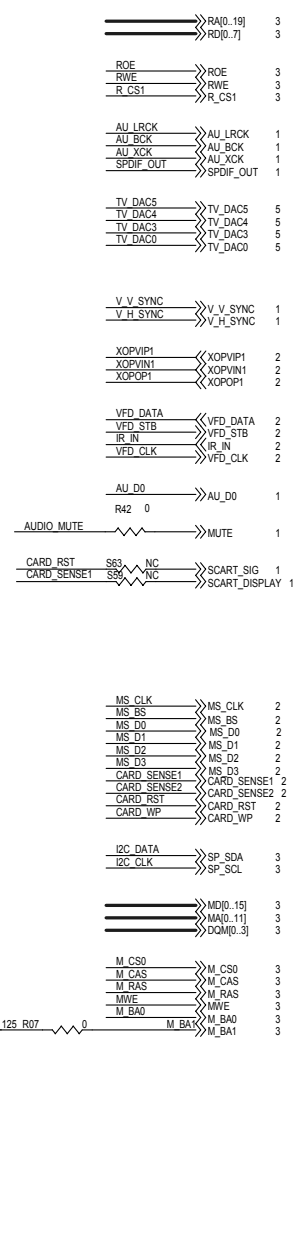 RA[0..19] 3
RD[0..7] 3
ROE ROE 3
RWE RWE 3
R_CS1 R_CS1 3
AU_LRCK AU_LRCK 1
AU_BCK AU_BCK 1
AU_XCK AU_XCK 1
SPDIF_OUT SPDIF_OUT 1
TV_DAC5 TV_DAC5 5
TV_DAC4 TV_DAC4 5
TV_DAC3 TV_DAC3 5
TV_DAC0 TV_DAC0 5
V_V_SYNC V_V_SYNC 1
V_H_SYNC V_H_SYNC 1
XOPVIP1 XOPVIP1 2
XOPVIN1 XOPVIN1 2
XOPOP1 XOPOP1 2
VFD_DATA VFD_DATA 2
VFD_STB VFD_STB 2
IR_IN IR_IN 2
VFD_CLK VFD_CLK 2
AU_D0 AU_D0 1
R42 0
AUDIO_MUTE MUTE 1
CARD_RST S63 NC SCART_SIG 1
CARD_SENSE1 S59 NC SCART_DISPLAY 1
MS_CLK MS_CLK 2
MS_BS MS_BS 2
MS_D0 MS_D0 2
MS_D1 MS_D1 2
MS_D2 MS_D2 2
MS_D3 MS_D3 2
CARD_SENSE1 CARD_SENSE1 2
CARD_SENSE2 CARD_SENSE2 2
CARD_RST CARD_RST 2
CARD_WP CARD_WP 2
I2C_DATA SP_SDA 3
I2C_CLK SP_SCL 3
MD[0..15] 3
MA[0..11] 3
DQM[0..3] 3
M_CS0 M_CS0 3
M_CAS M_CAS 3
M_RAS M_RAS 3
MWE MWE 3
M_BA0 M_BA0 3
125 R07 0 M_BA1 M_BA1 3